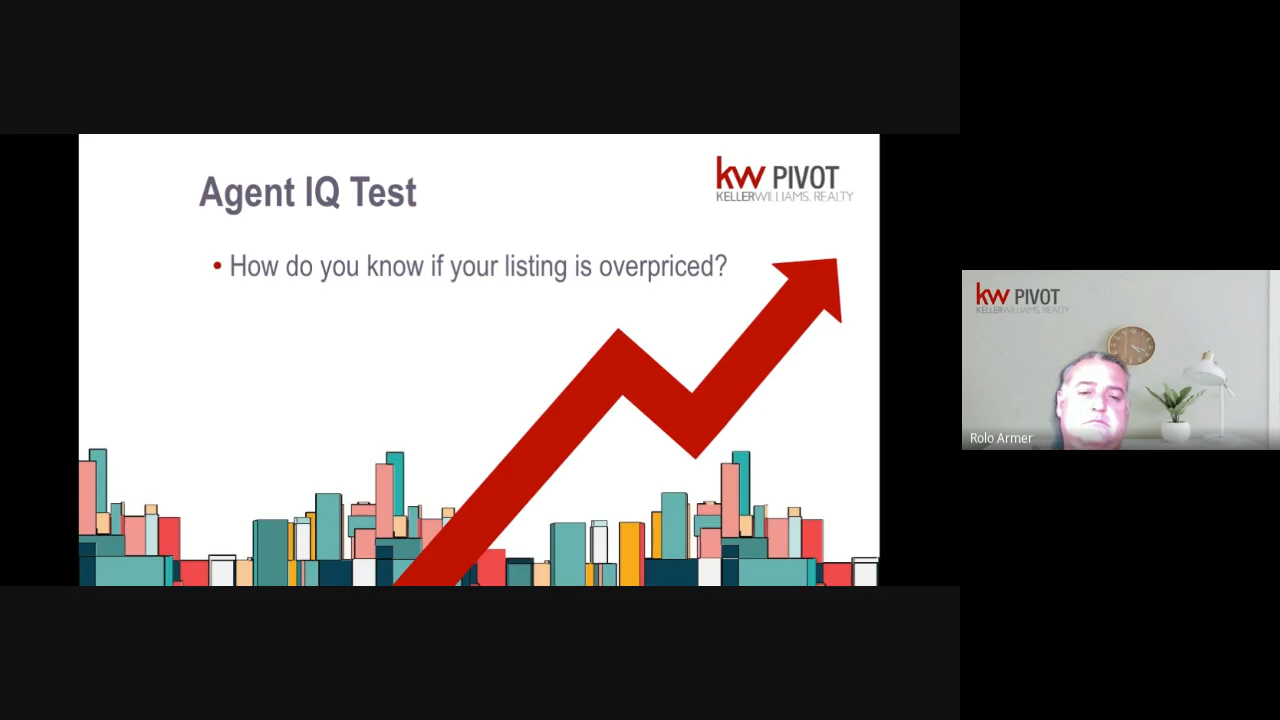 Agent IQ Test
kw PIVOT
KELLERWILLIAMS. REALTY
• How do you know if your listing is overpriced?
kw PIVOT
KELLERWILLIAMS. REALTY
Rolo Armer